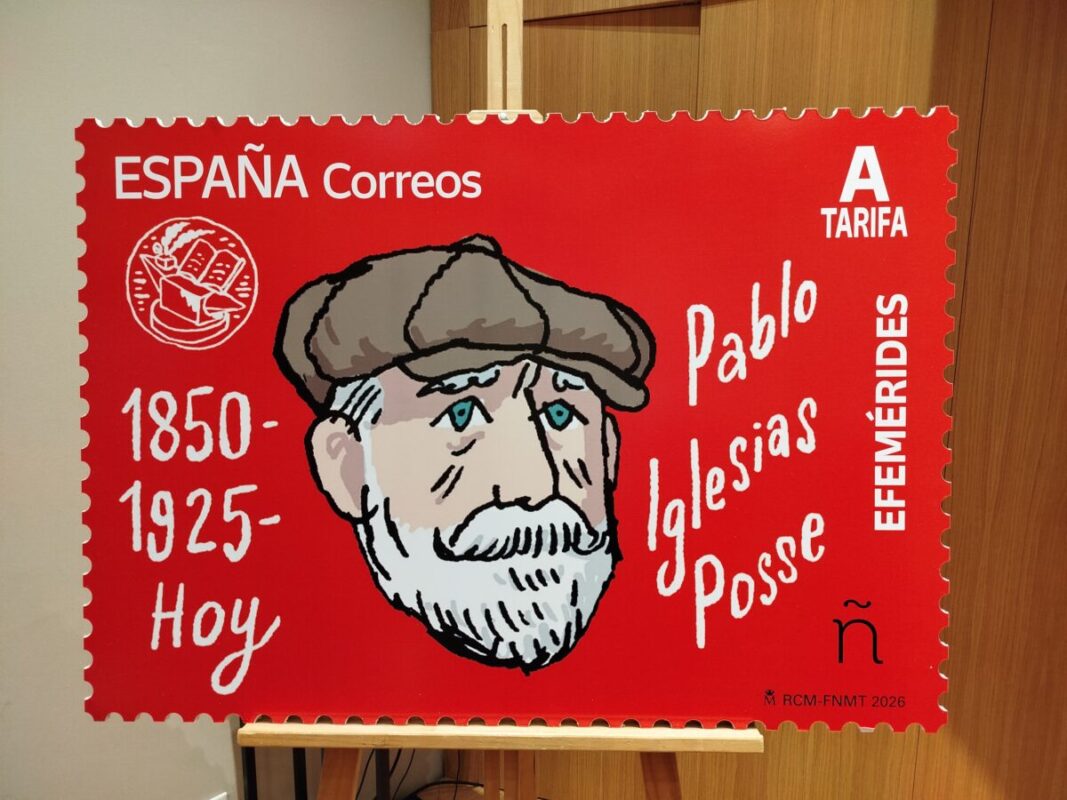 ESPAÑA Correos
A
TARIFA
1850-
1925-
Hoy
Pablo
Iglesias
Posse
EFEMÉRIDES
ñ
RCM-FNMT 2026